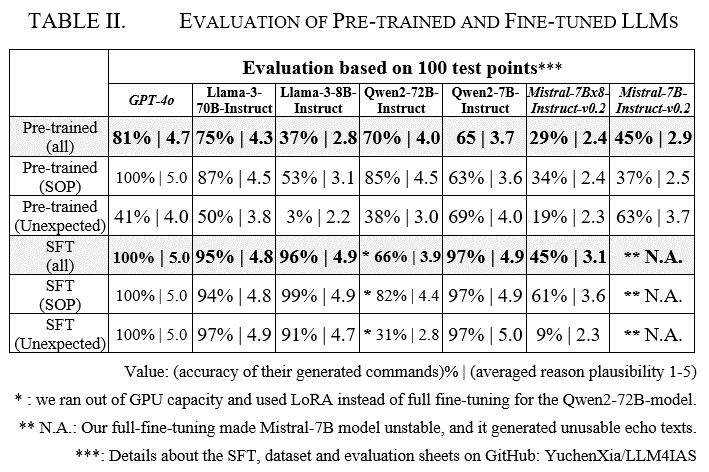 TABLE II. EVALUATION OF PRE-TRAINED AND FINE-TUNED LLMS
Evaluation based on 100 test points***
GPT-4o Llama-3-70B-Instruct Llama-3-8B-Instruct Qwen2-72B-Instruct Qwen2-7B-Instruct Mistral-7Bx8-Instruct-v0.2 Mistral-7B-Instruct-v0.2
Pre-trained (all) 81% | 4.7 75% | 4.3 37% | 2.8 70% | 4.0 65 | 3.7 29% | 2.4 45% | 2.9
Pre-trained (SOP) 100% | 5.0 87% | 4.5 53% | 3.1 85% | 4.5 63% | 3.6 34% | 2.4 37% | 2.5
Pre-trained (Unexpected) 41% | 4.0 50% | 3.8 3% | 2.2 38% | 3.0 69% | 4.0 19% | 2.3 63% | 3.7
SFT (all) 100% | 5.0 95% | 4.8 96% | 4.9 * 66% | 3.9 97% | 4.9 45% | 3.1 ** N.A.
SFT (SOP) 100% | 5.0 94% | 4.8 99% | 4.9 * 82% | 4.4 97% | 4.9 61% | 3.6 ** N.A.
SFT (Unexpected) 100% | 5.0 97% | 4.9 91% | 4.7 * 31% | 2.8 97% | 5.0 9% | 2.3 ** N.A.
Value: (accuracy of their generated commands)% | (averaged reason plausibility 1-5)
* : we ran out of GPU capacity and used LoRA instead of full fine-tuning for the Qwen2-72B-model.
** N.A.: Our full-fine-tuning made Mistral-7B model unstable, and it generated unusable echo texts.
***: Details about the SFT, dataset and evaluation sheets on GitHub: YuchenXia/LLM4IAS